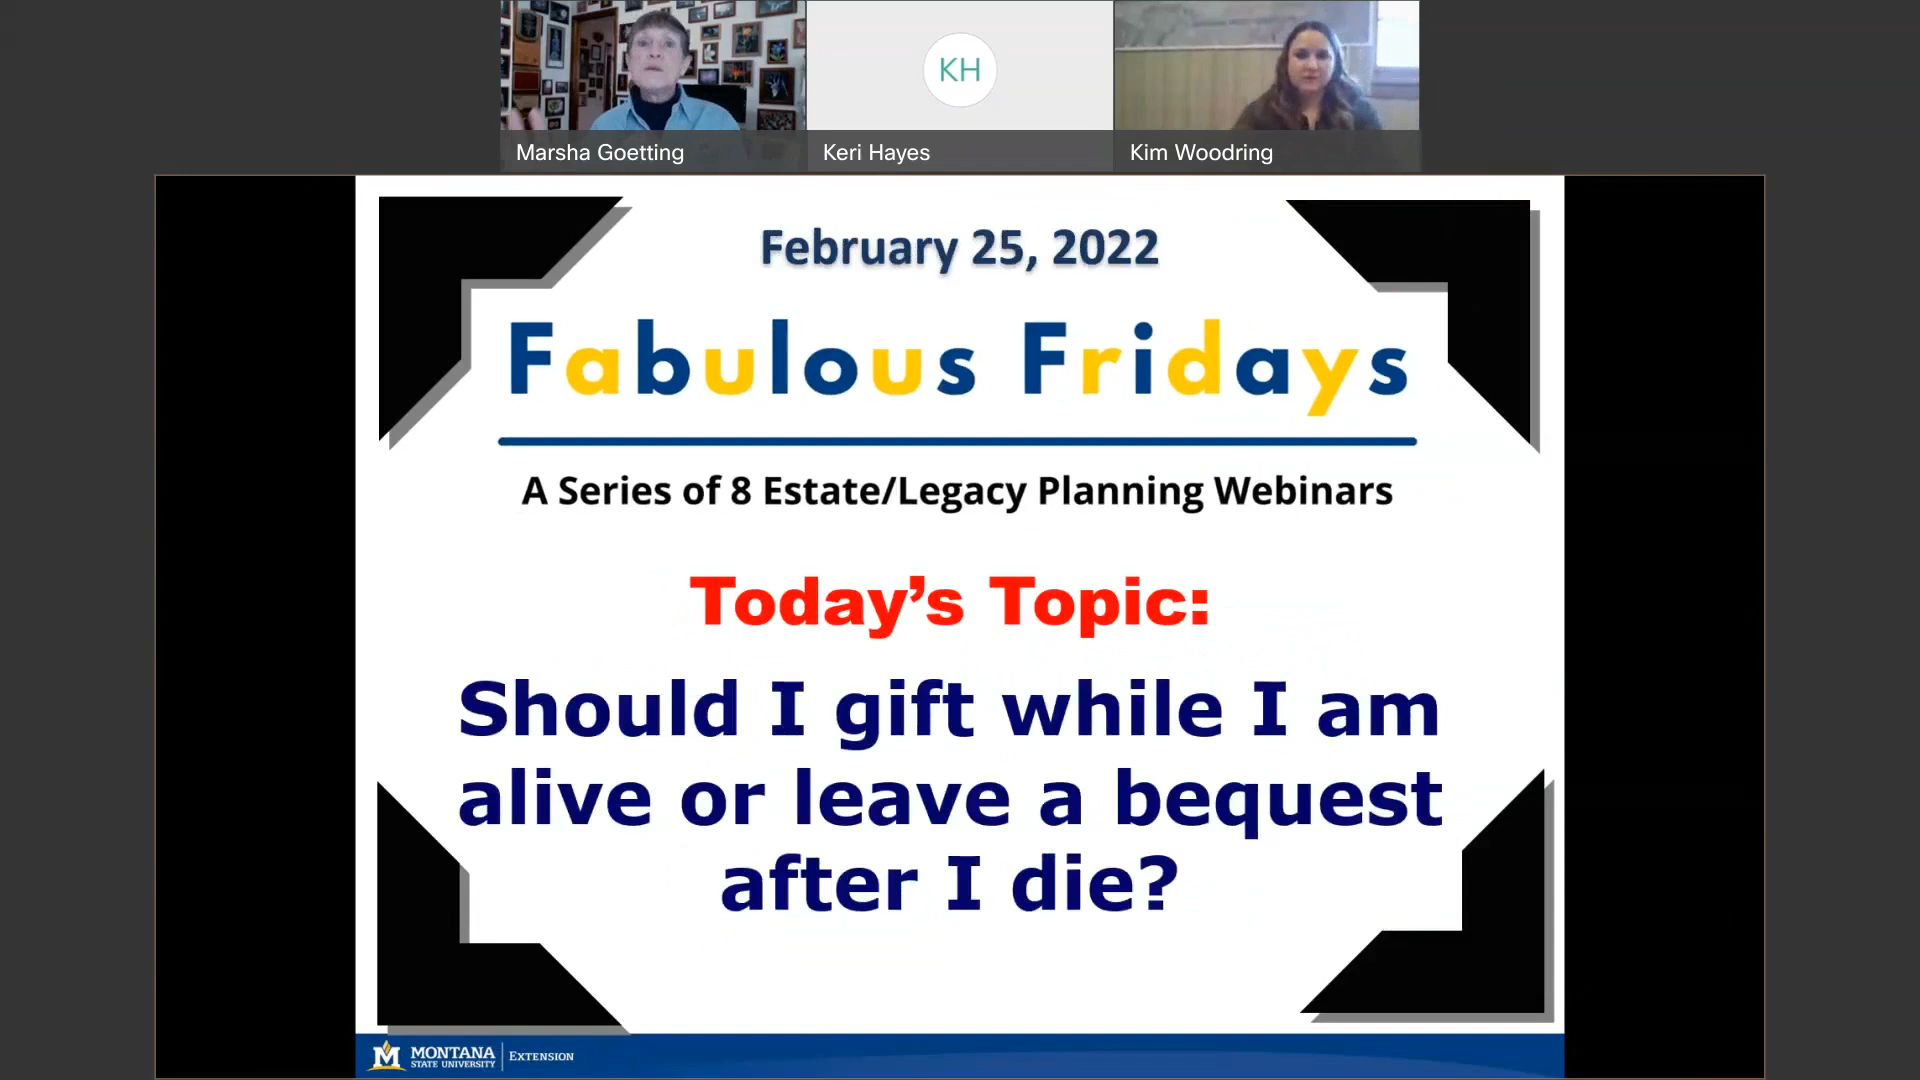 KH
Marsha Goetting
Keri Hayes
Kim Woodring
February 25, 2022
Fabulous Fridays
A Series of 8 Estate/Legacy Planning Webinars
Today’s Topic:
Should I gift while I am
alive or leave a bequest
after I die?
M MONTANA
STATE UNIVERSITY
EXTENSION